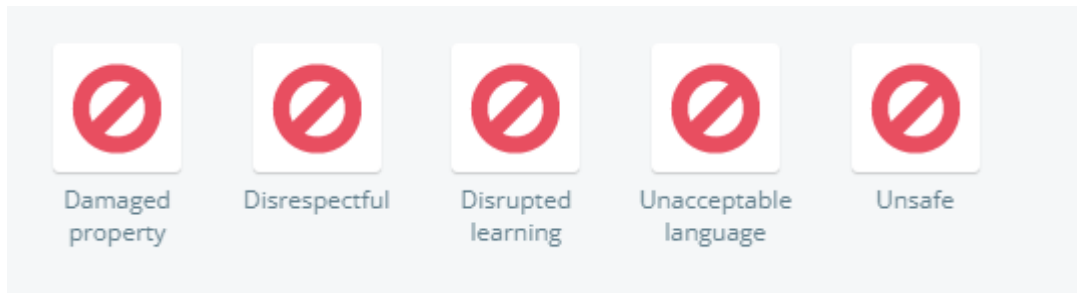 Damaged
property
Disrespectful
Disrupted
learning
Unacceptable
language
Unsafe